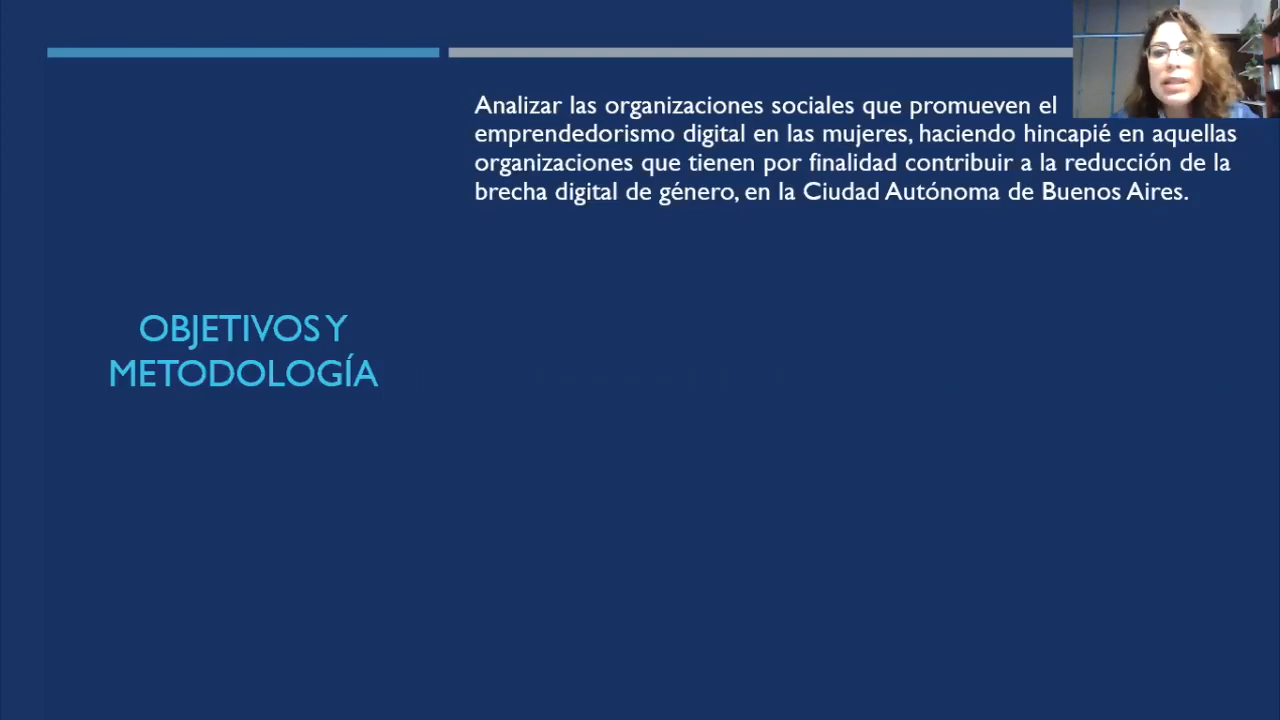 Analizar las organizaciones sociales que promueven el
emprendedorismo digital en las mujeres, haciendo hincapié en aquellas
organizaciones que tienen por finalidad contribuir a la reducción de la
brecha digital de género, en la Ciudad Autónoma de Buenos Aires.
OBJETIVOS Y
METODOLOGÍA